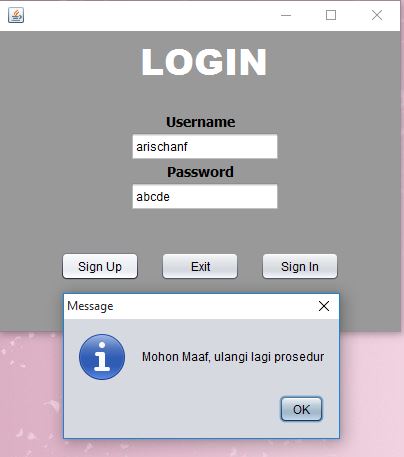 LOGIN
Username
arischanf
Password
abcde
Sign Up Exit Sign In
Message
Mohon Maaf, ulangi lagi prosedur
OK